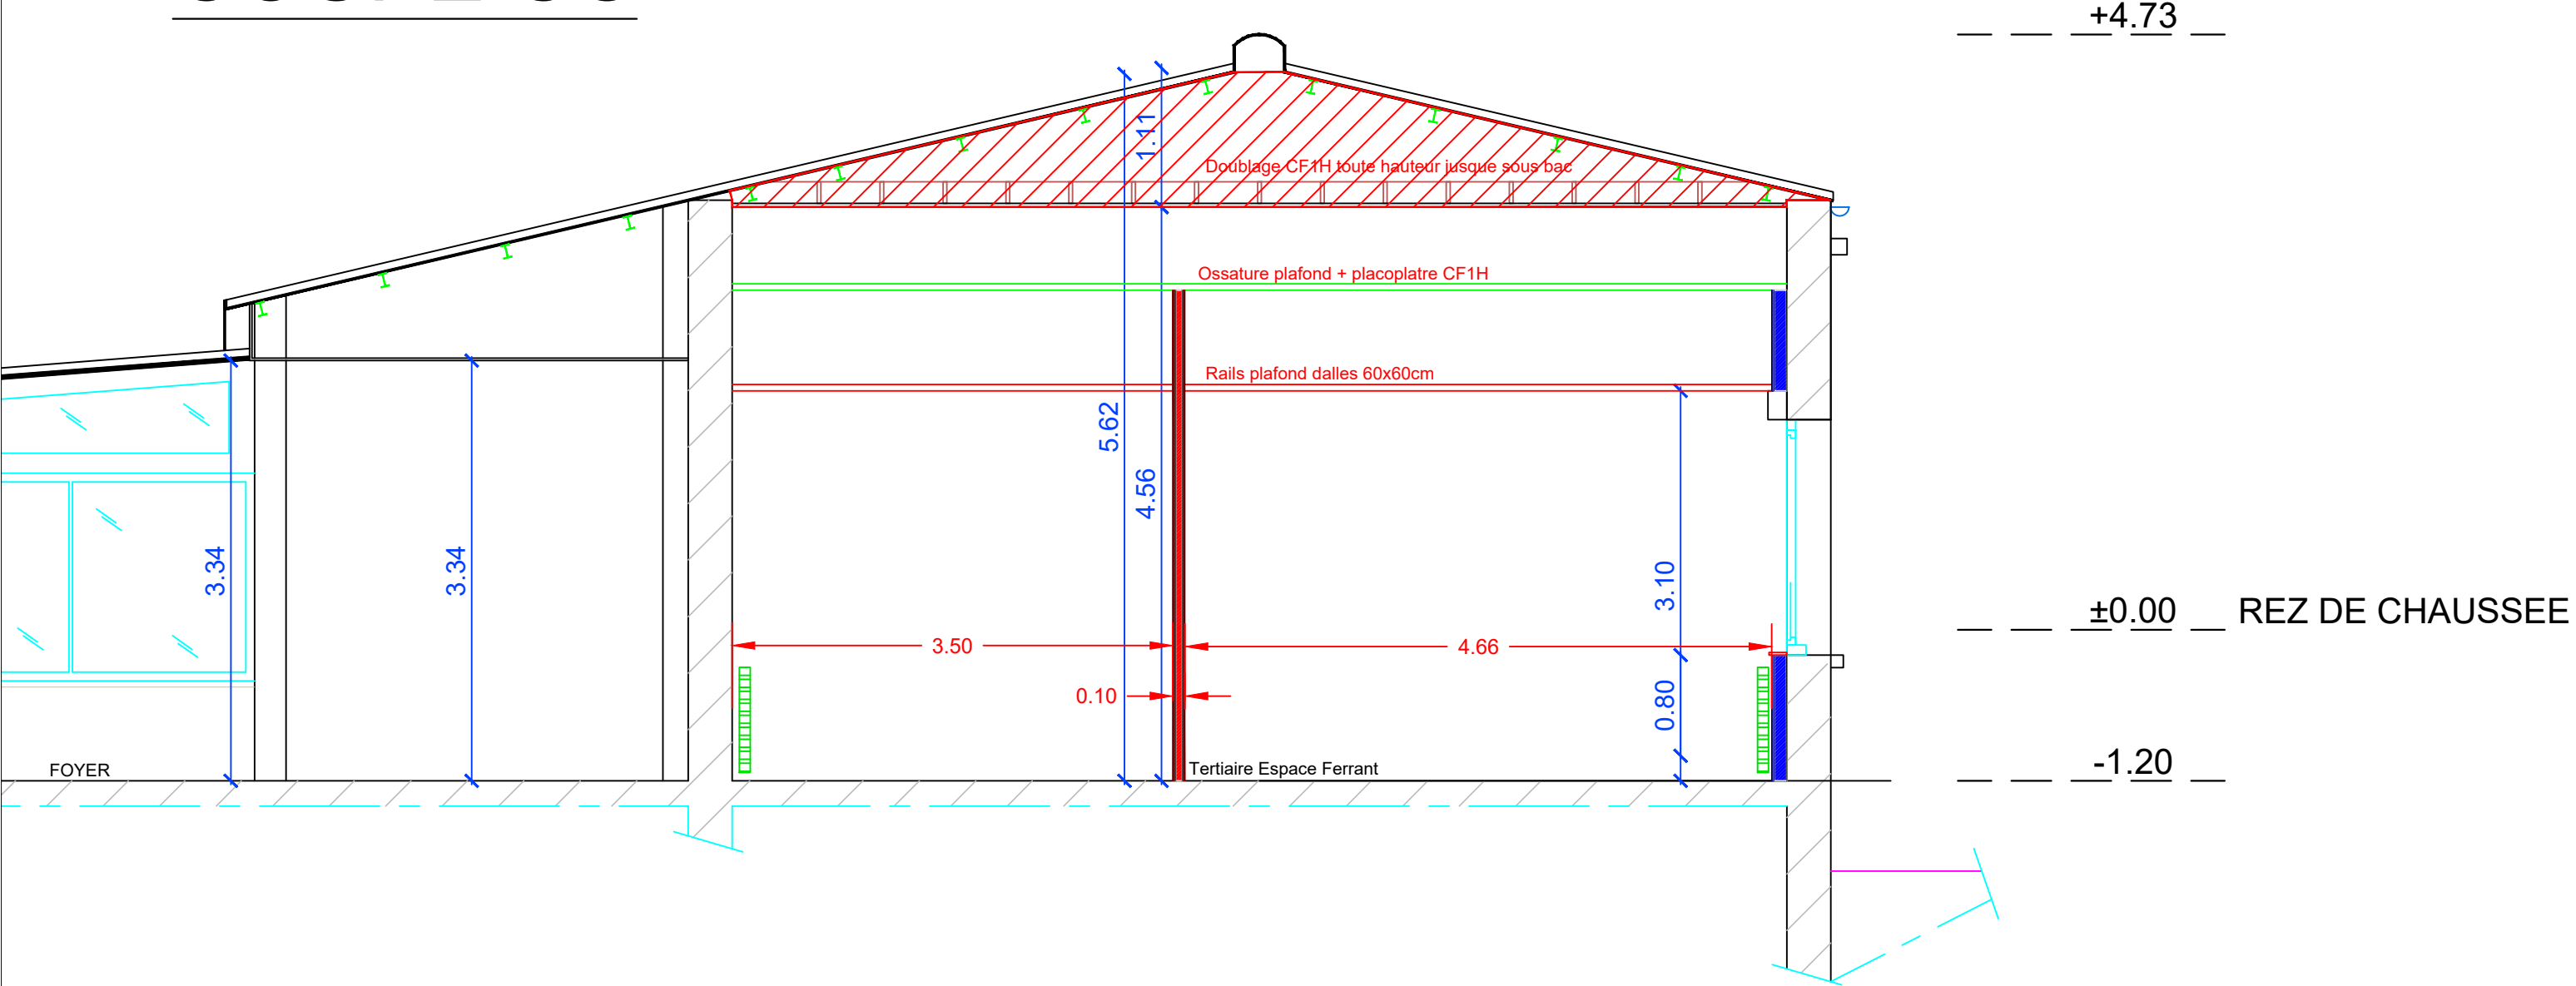 +4.73
1.11
Doublage CF1H toute hauteur jusque sous bac
Ossature plafond + placoplatre CF1H
Rails plafond dalles 60x60cm
5.62
4.56
3.34
3.34
3.10
±0.00 REZ DE CHAUSSEE
3.50
4.66
0.10
0.80
FOYER
Tertiaire Espace Ferrant
-1.20